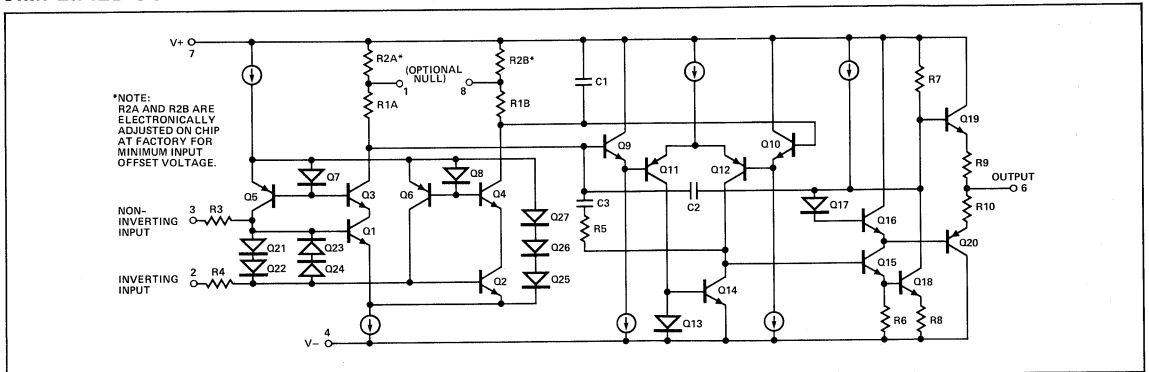 V+
7
R2A*
(OPTIONAL
NULL)
R2B*
1
8
R1A
R1B
C1
*NOTE:
R2A AND R2B ARE
ELECTRONICALLY
ADJUSTED ON CHIP
AT FACTORY FOR
MINIMUM INPUT
OFFSET VOLTAGE.
R7
Q19
Q9
Q11
Q12
Q10
R9
Q7
Q8
Q5
Q3
Q6
Q4
OUTPUT
6
R10
NON-
INVERTING
INPUT
3
R3
Q1
Q27
C3
C2
R5
Q17
Q16
Q20
Q21
Q23
Q26
Q22
Q24
Q15
INVERTING
INPUT
2
R4
Q2
Q25
Q14
Q18
Q13
R6
R8
V−
4